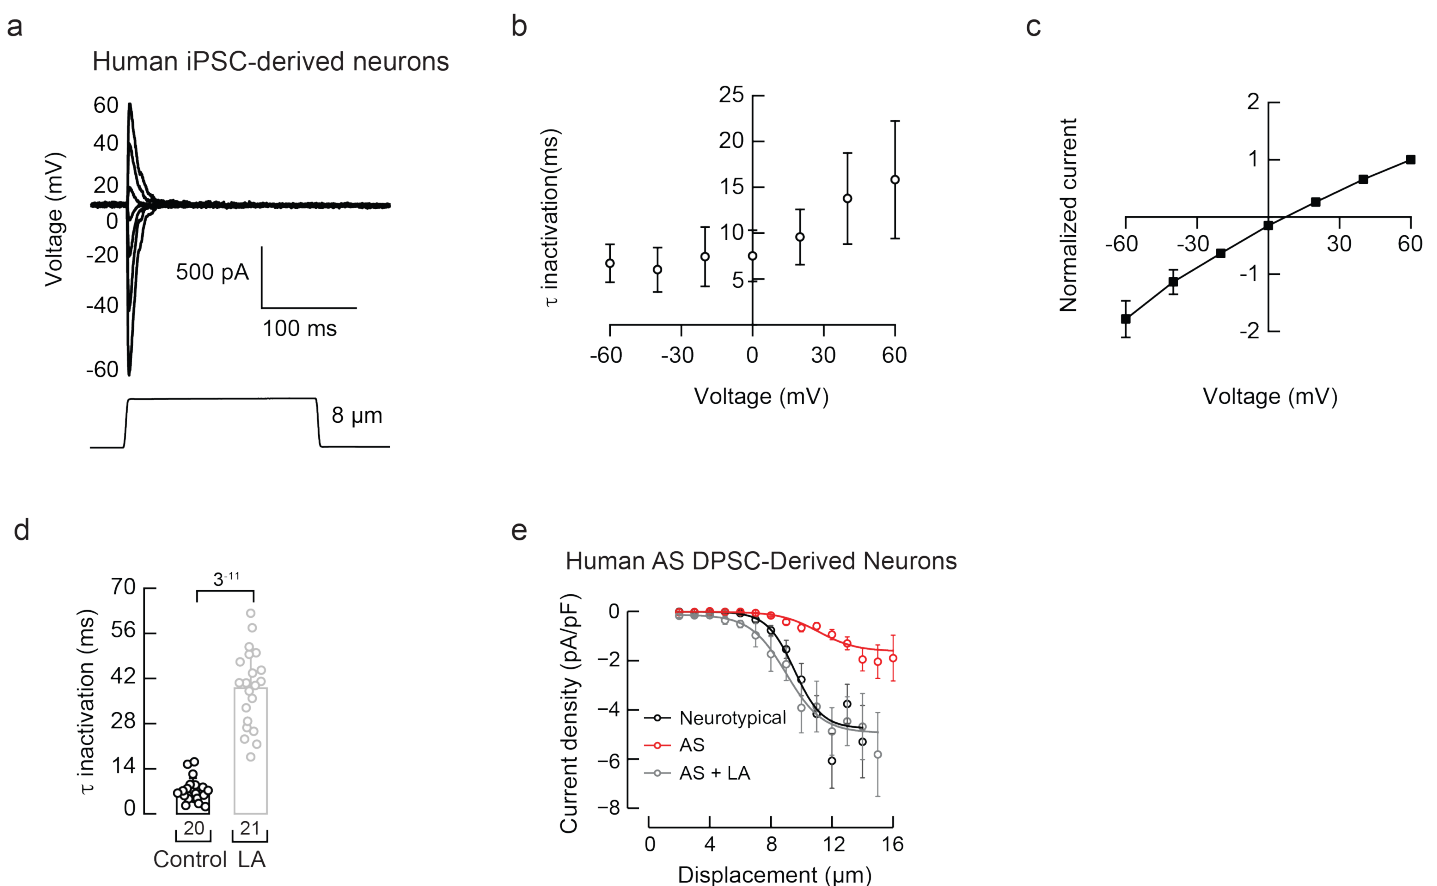 a
Human iPSC-derived neurons
Voltage (mV)
60
40
20
0
-20
-40
-60
500 pA
100 ms
8 µm
b
τ inactivation(ms)
25
20
15
10
5
-60
-30
0
30
60
Voltage (mV)
c
Normalized current
2
1
-1
-2
-60
-30
30
60
Voltage (mV)
d
τ inactivation (ms)
70
56
42
28
14
0
3-11
20
21
Control
LA
e
Human AS DPSC-Derived Neurons
Current density (pA/pF)
0
−2
−4
−6
−8
Neurotypical
AS
AS + LA
0
4
8
12
16
Displacement (µm)